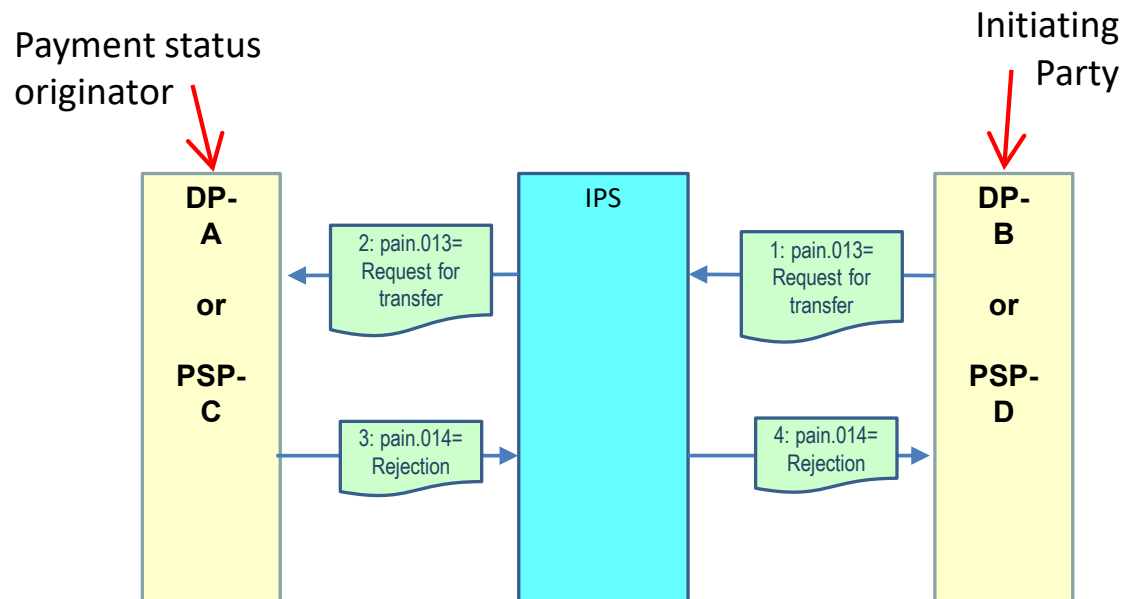 Payment status
originator
Initiating
Party
DP-
A
or
PSP-
C
IPS
DP-
B
or
PSP-
D
2: pain.013=
Request for
transfer
1: pain.013=
Request for
transfer
3: pain.014=
Rejection
4: pain.014=
Rejection